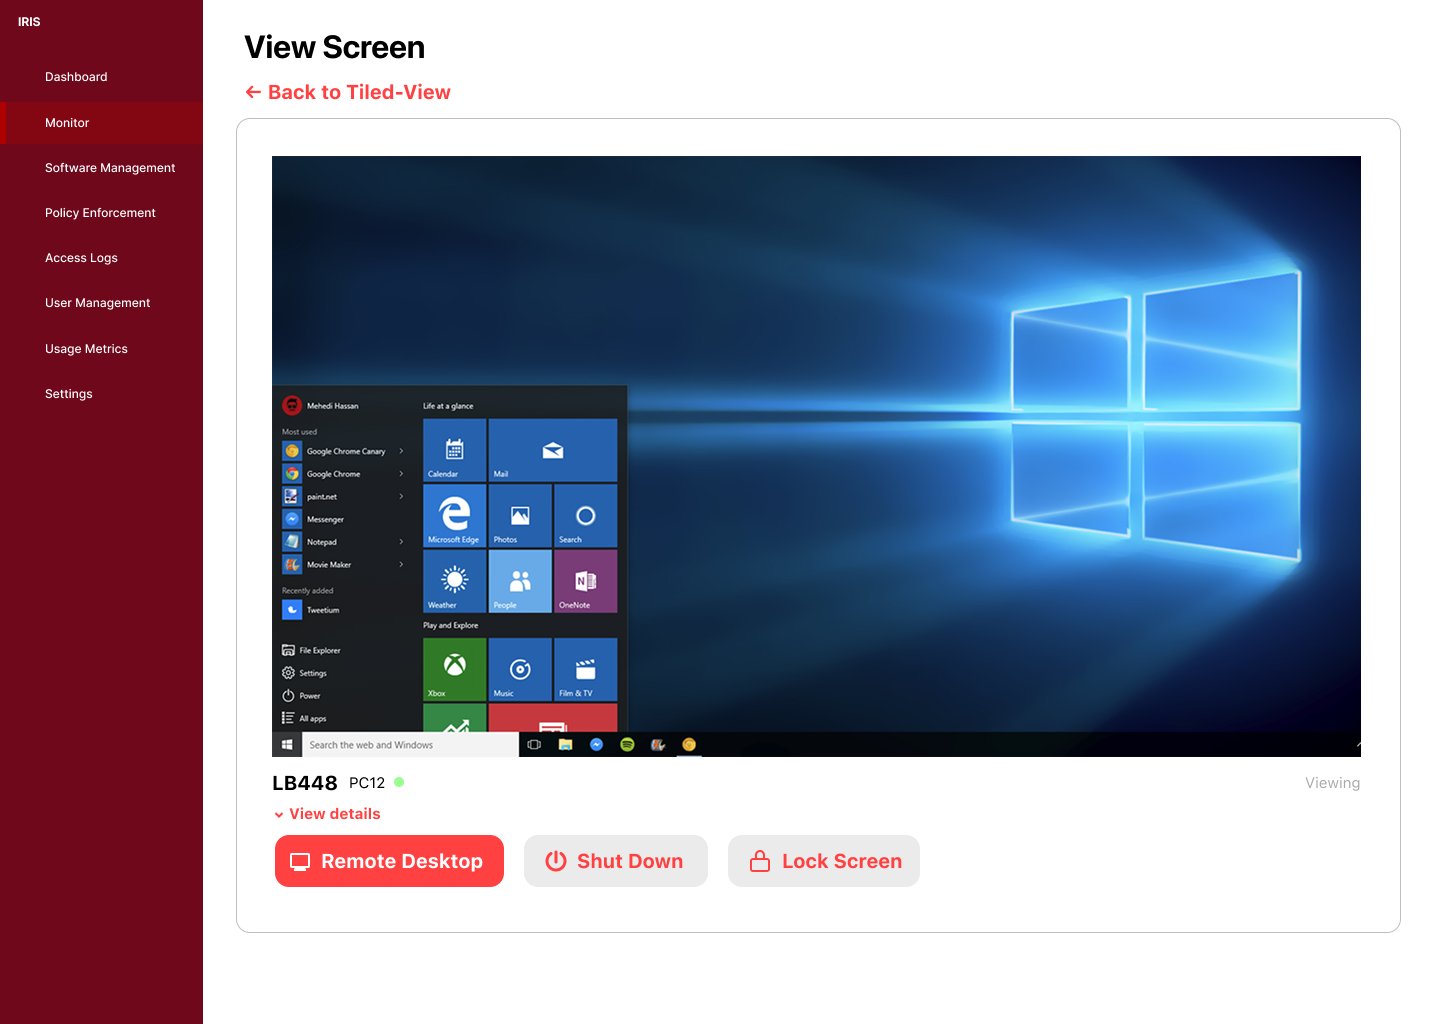 IRIS
Dashboard
Monitor
Software Management
Policy Enforcement
Access Logs
User Management
Usage Metrics
Settings
View Screen
← Back to Tiled-View
Mehedi Hassan
Most used
Google Chrome Canary
Google Chrome
paint.net
Messenger
Notepad
Movie Maker
Recently added
Tweetium
File Explorer
Settings
Power
All apps
Life at a glance
Calendar
Mail
Microsoft Edge
Photos
Search
Weather
People
OneNote
Play and Explore
Xbox
Music
Film & TV
Search the web and Windows
LB448 PC12
Viewing
View details
Remote Desktop
Shut Down
Lock Screen